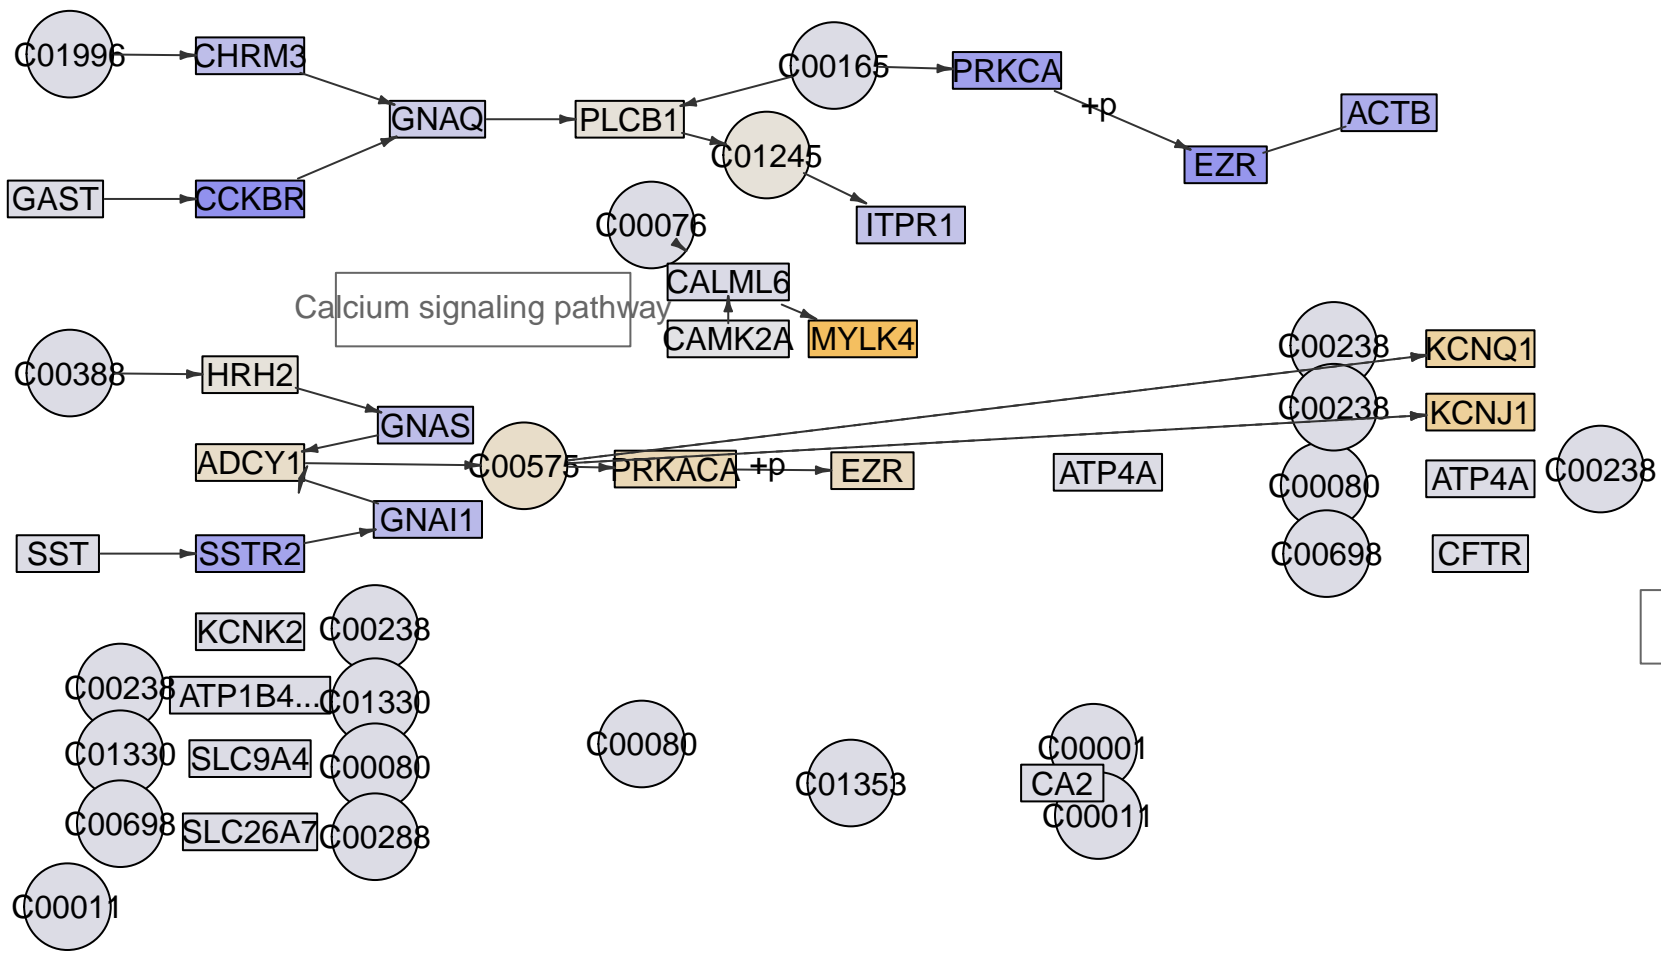 C01996
CHRM3
C00165
PRKCA
GNAQ
PLCB1
+p
ACTB
C01245
EZR
GAST
CCKBR
C00076
ITPR1
CALML6
Calcium signaling pathway
CAMK2A
MYLK4
C00238
KCNQ1
C00388
HRH2
C00238
KCNJ1
GNAS
ADCY1
C00575
PRKACA
+p
EZR
ATP4A
C00080
ATP4A
C00238
GNAI1
SST
SSTR2
C00698
CFTR
KCNK2
C00238
C00238
ATP1B4...
C01330
C01330
SLC9A4
C00080
C00080
C01353
C00001
CA2
C00011
C00698
SLC26A7
C00288
C00011